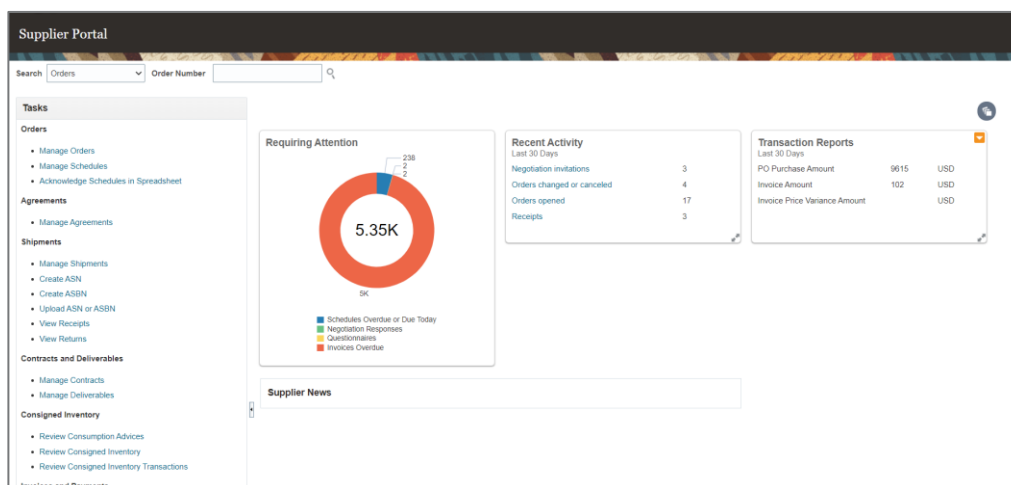 Supplier Portal
Search Orders Order Number
Tasks
Orders
Manage Orders
Manage Schedules
Acknowledge Schedules in Spreadsheet
Agreements
Manage Agreements
Shipments
Manage Shipments
Create ASN
Create ASBN
Upload ASN or ASBN
View Receipts
View Returns
Contracts and Deliverables
Manage Contracts
Manage Deliverables
Consigned Inventory
Review Consumption Advices
Review Consigned Inventory
Review Consigned Inventory Transactions
Invoices and Payments
Requiring Attention
238
2
2
5.35K
5K
Schedules Overdue or Due Today
Negotiation Responses
Questionnaires
Invoices Overdue
Recent Activity
Last 30 Days
Negotiation invitations 3
Orders changed or canceled 4
Orders opened 17
Receipts 3
Transaction Reports
Last 30 Days
PO Purchase Amount 9615 USD
Invoice Amount 102 USD
Invoice Price Variance Amount USD
Supplier News